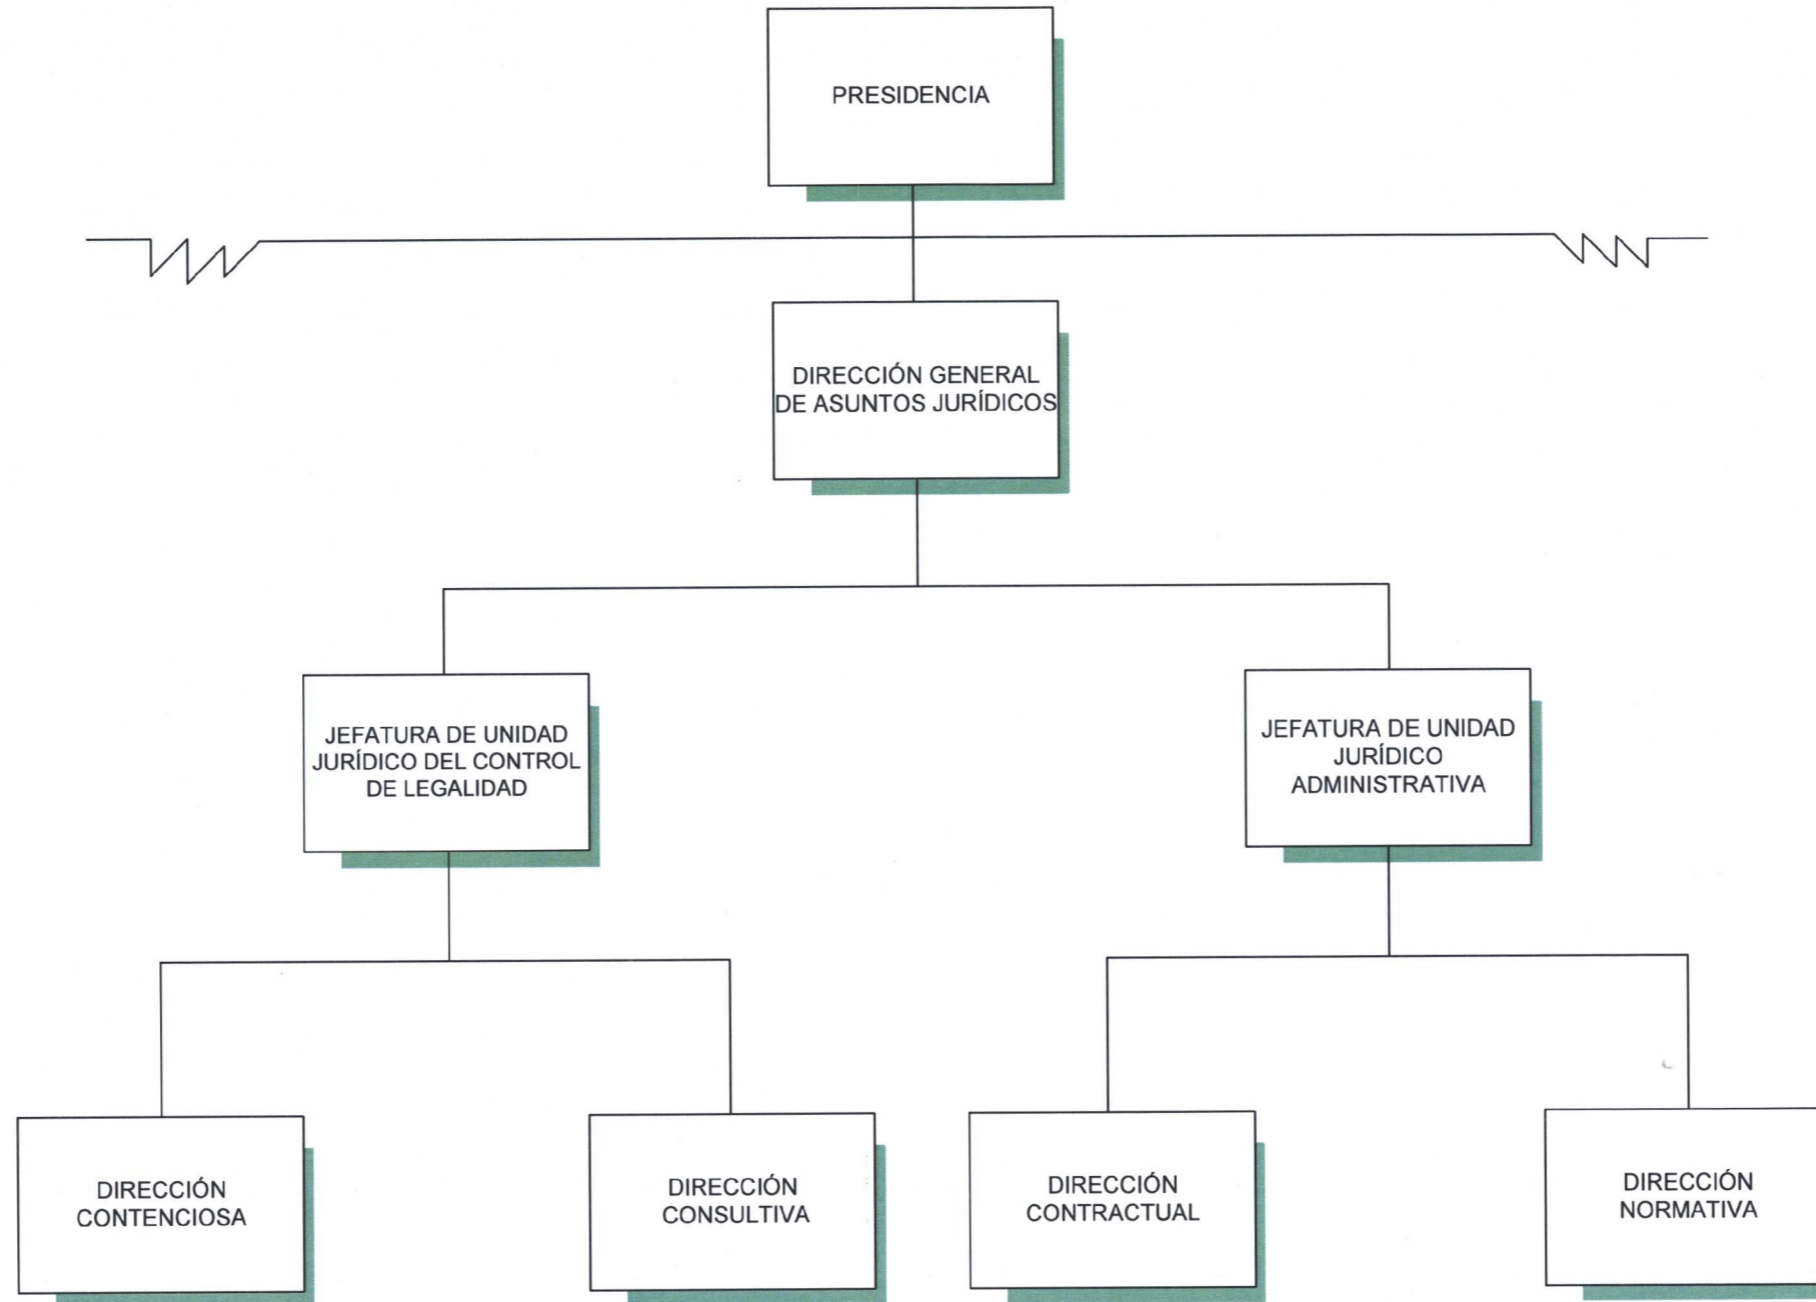 PRESIDENCIA
DIRECCIÓN GENERAL
DE ASUNTOS JURÍDICOS
JEFATURA DE UNIDAD
JURÍDICO DEL CONTROL
DE LEGALIDAD
JEFATURA DE UNIDAD
JURÍDICO
ADMINISTRATIVA
DIRECCIÓN
CONTENCIOSA
DIRECCIÓN
CONSULTIVA
DIRECCIÓN
CONTRACTUAL
DIRECCIÓN
NORMATIVA